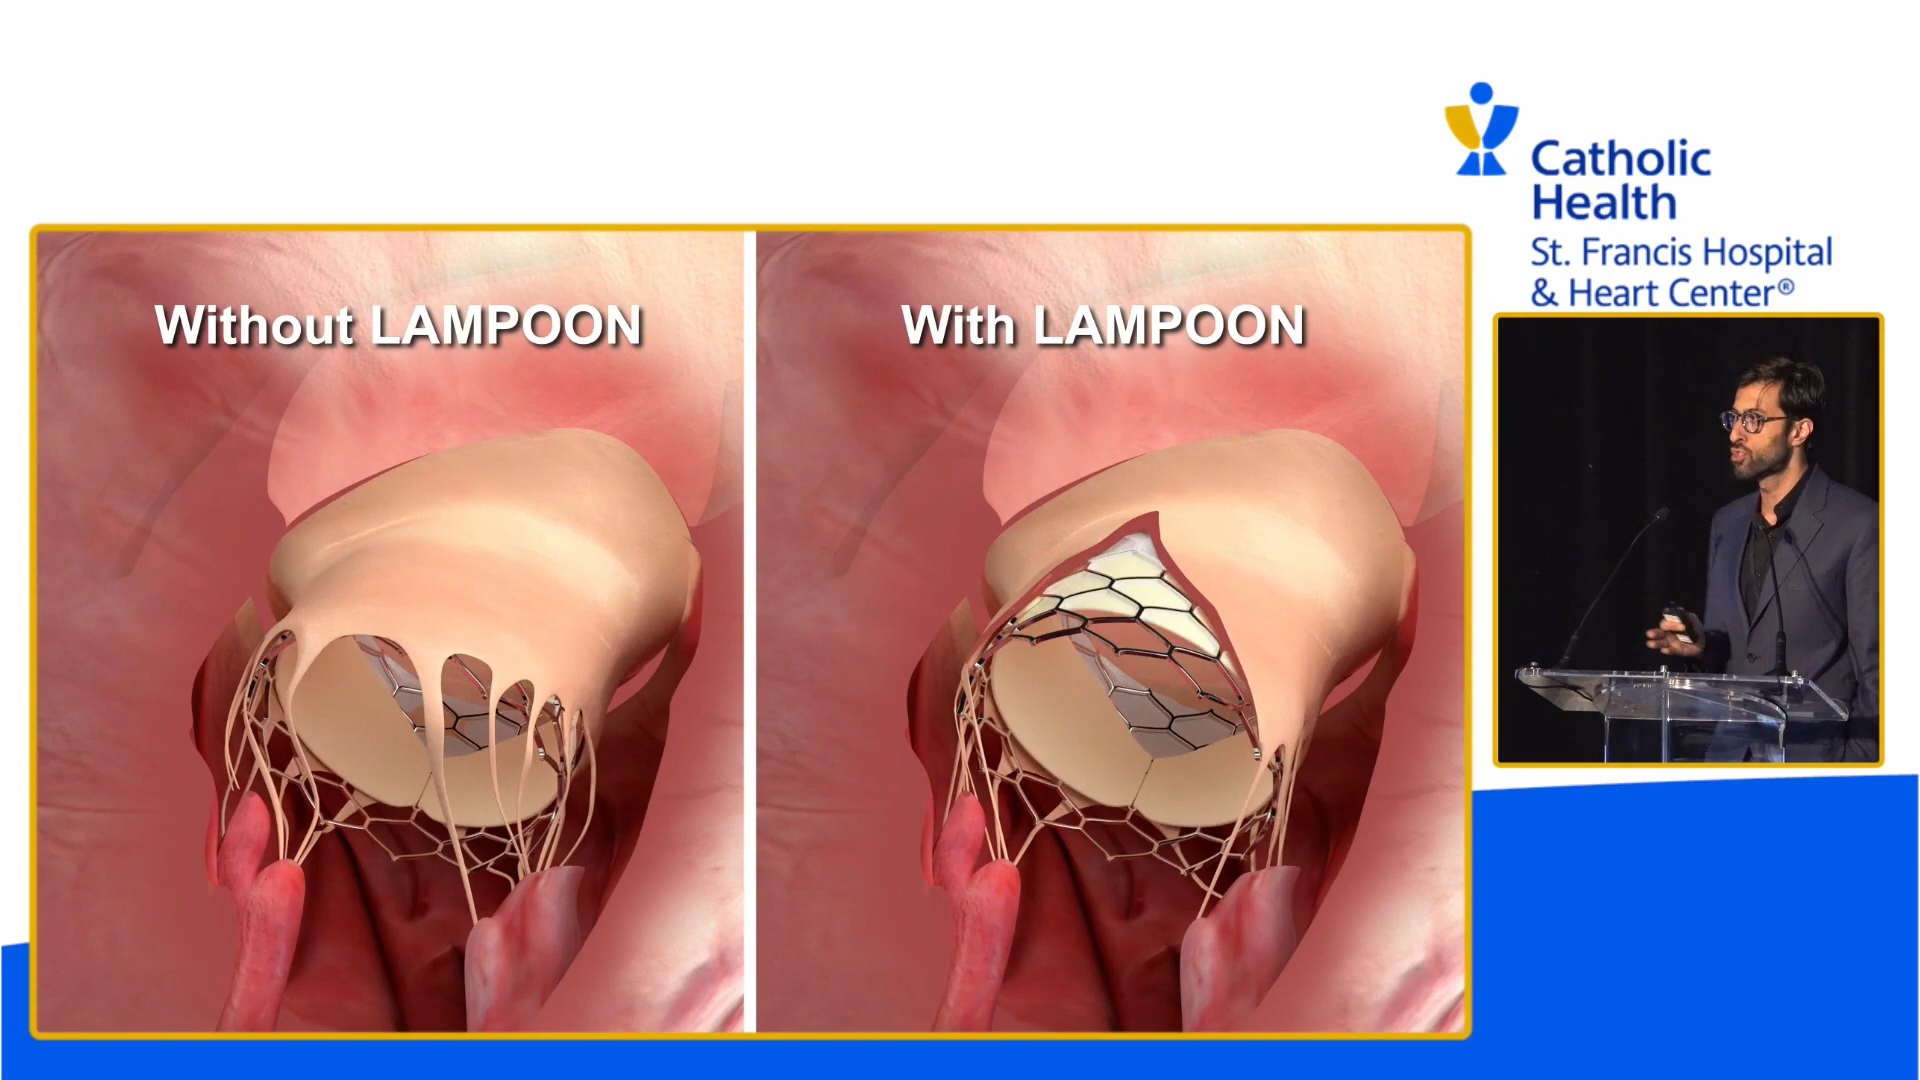 Catholic
Health
St. Francis Hospital
& Heart Center®
Without LAMPOON
With LAMPOON